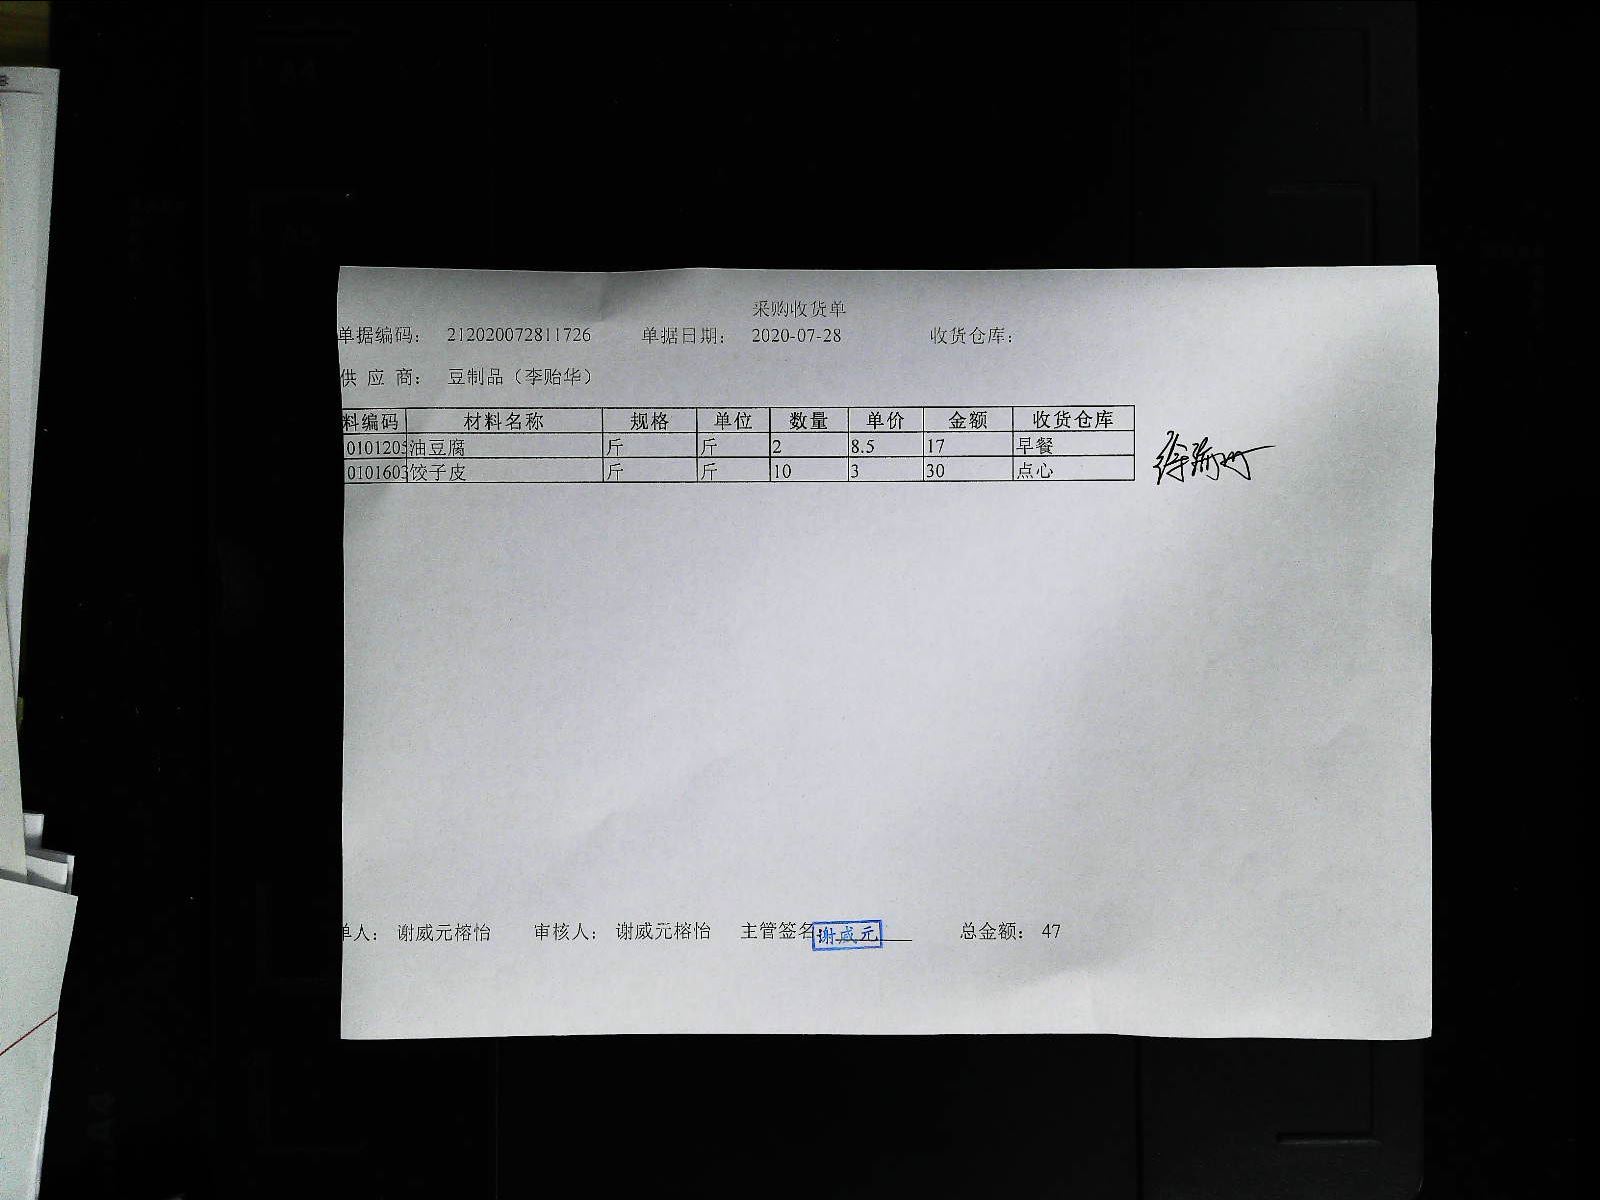 采购收货单
单据编码： 212020072811726 单据日期： 2020-07-28 收货仓库：
供 应 商： 豆制品（李贻华）
料编码 材料名称 规格 单位 数量 单价 金额 收货仓库
0101205 油豆腐 斤 斤 2 8.5 17 早餐
0101603 饺子皮 斤 斤 10 3 30 点心
单人： 谢威元榕怡 审核人： 谢威元榕怡 主管签名 谢威元 总金额： 47